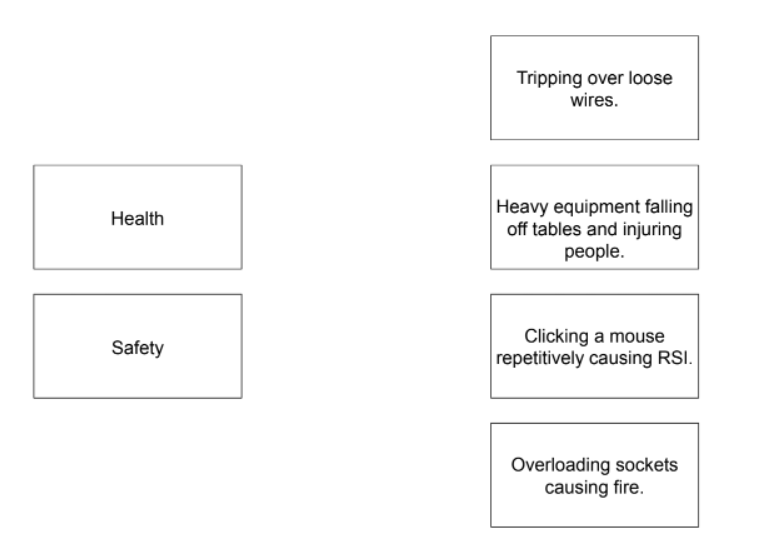 Health
Safety
Tripping over loose
wires.
Heavy equipment falling
off tables and injuring
people.
Clicking a mouse
repetitively causing RSI.
Overloading sockets
causing fire.